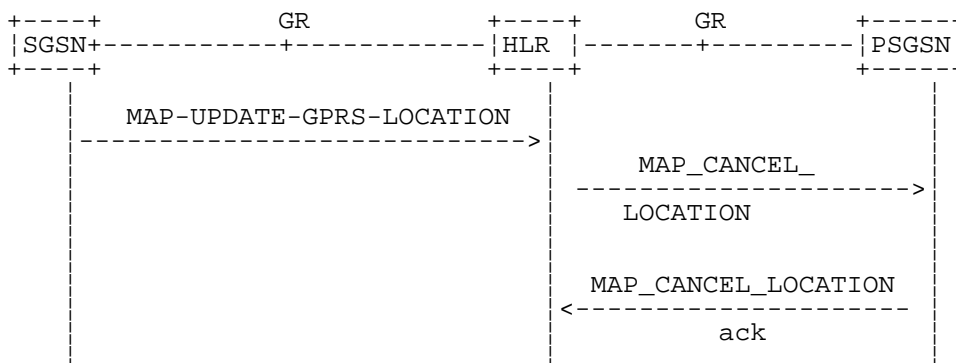 GR GR
SGSN HLR PSGSN
MAP-UPDATE-GPRS-LOCATION
MAP_CANCEL_
LOCATION
MAP_CANCEL_LOCATION
ack